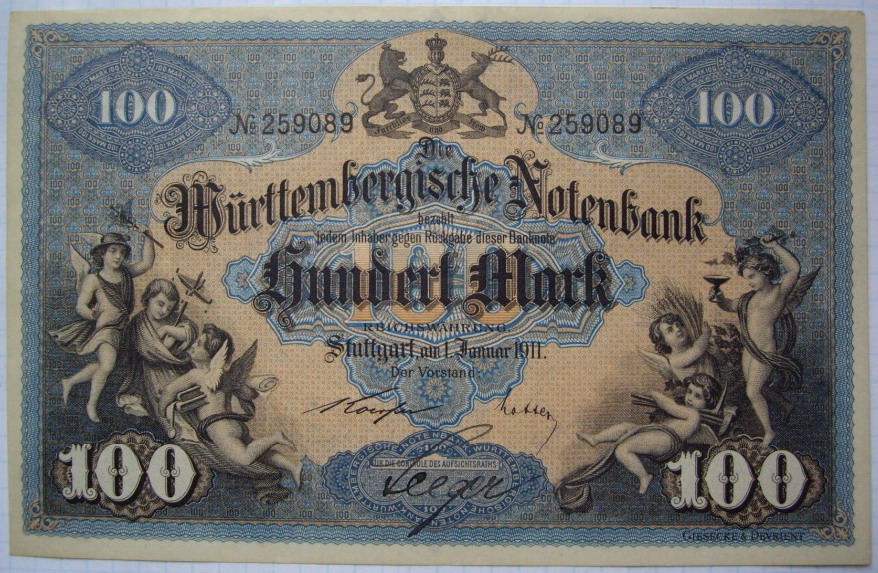 100 100
№ 259089 № 259089
Die
Württembergische Notenbank
bezahlt
jedem Inhaber gegen Rückgabe dieser Banknote
Hundert Mark
REICHSWÄHRUNG.
Stuttgart, am 1. Januar 1911.
Der Vorstand:
FÜR DIE CONTROLE DES AUFSICHTSRATHS
Seeger
100 100
GIESECKE & DEVRIENT